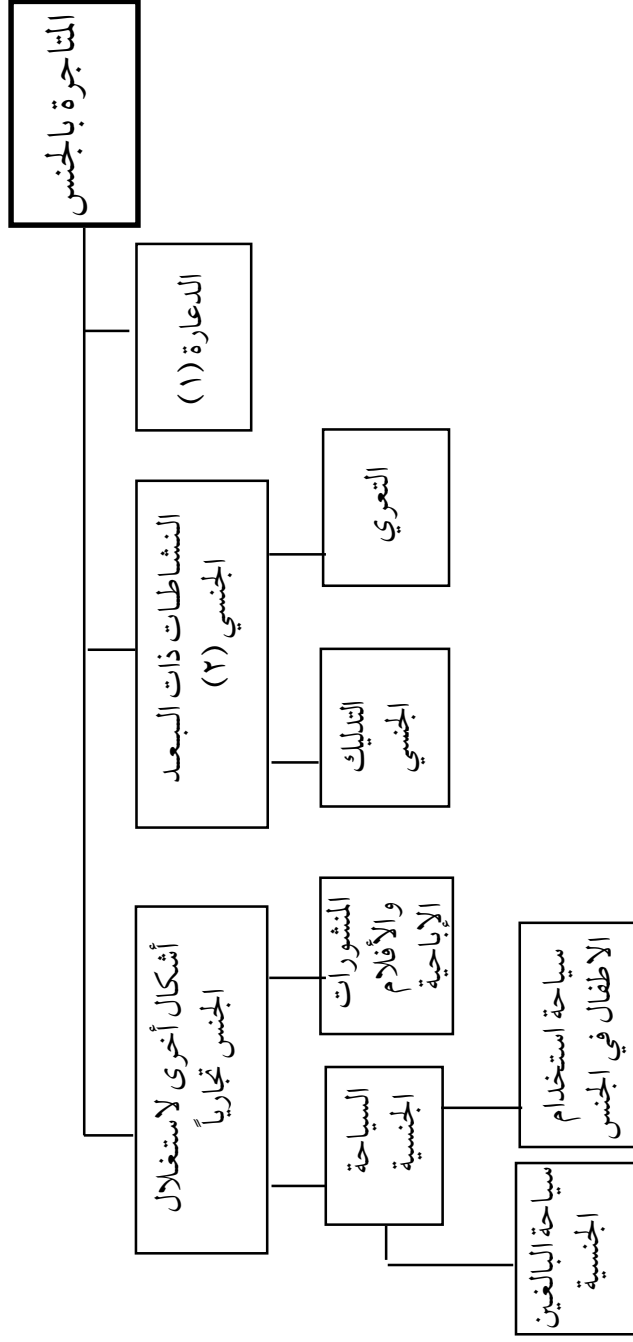 المتاجرة بالجنس
الدعارة (١)
النشاطات ذات البعد
الجنسي (٢)
أشكال أخرى لاستغلال
الجنس تجارياً
التعري
التدليك
الجنسي
المنشورات
والأفلام
الإباحية
السياحة
الجنسية
سياحة استخدام
الاطفال في الجنس
سياحة البالغين
الجنسية